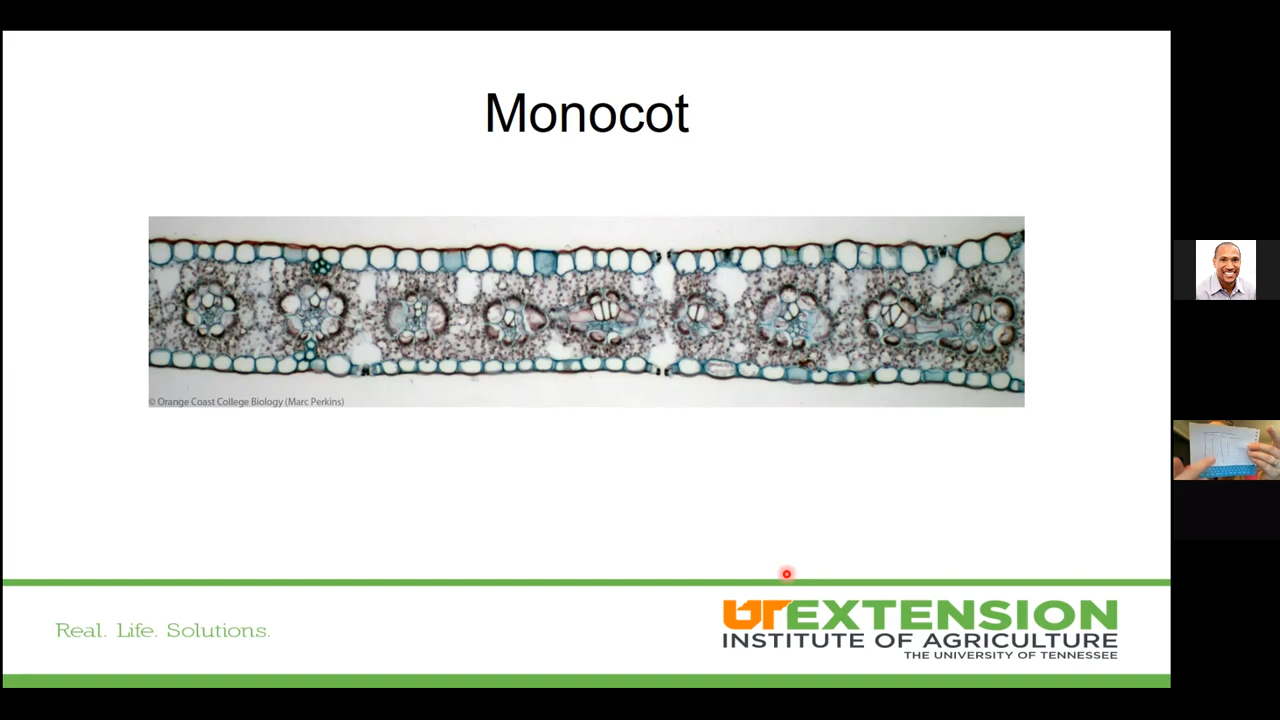 Monocot
© Orange Coast College Biology (Marc Perkins)
Real. Life. Solutions.
UTEXTENSION
INSTITUTE OF AGRICULTURE
THE UNIVERSITY OF TENNESSEE